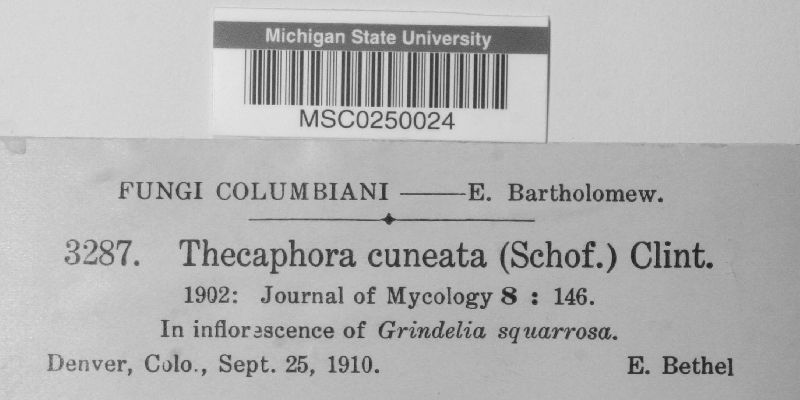 Michigan State University
MSC0250024
FUNGI COLUMBIANI —— E. Bartholomew.
3287. Thecaphora cuneata (Schof.) Clint.
1902: Journal of Mycology 8 : 146.
In inflorescence of Grindelia squarrosa.
Denver, Colo., Sept. 25, 1910. E. Bethel